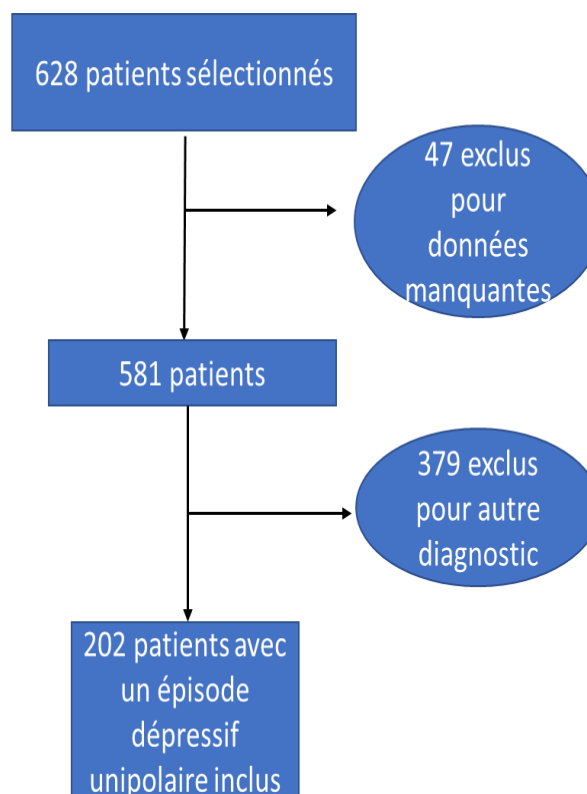 628 patients sélectionnés
47 exclus
pour
données
manquantes
581 patients
379 exclus
pour autre
diagnostic
202 patients avec
un épisode
dépressif
unipolaire inclus